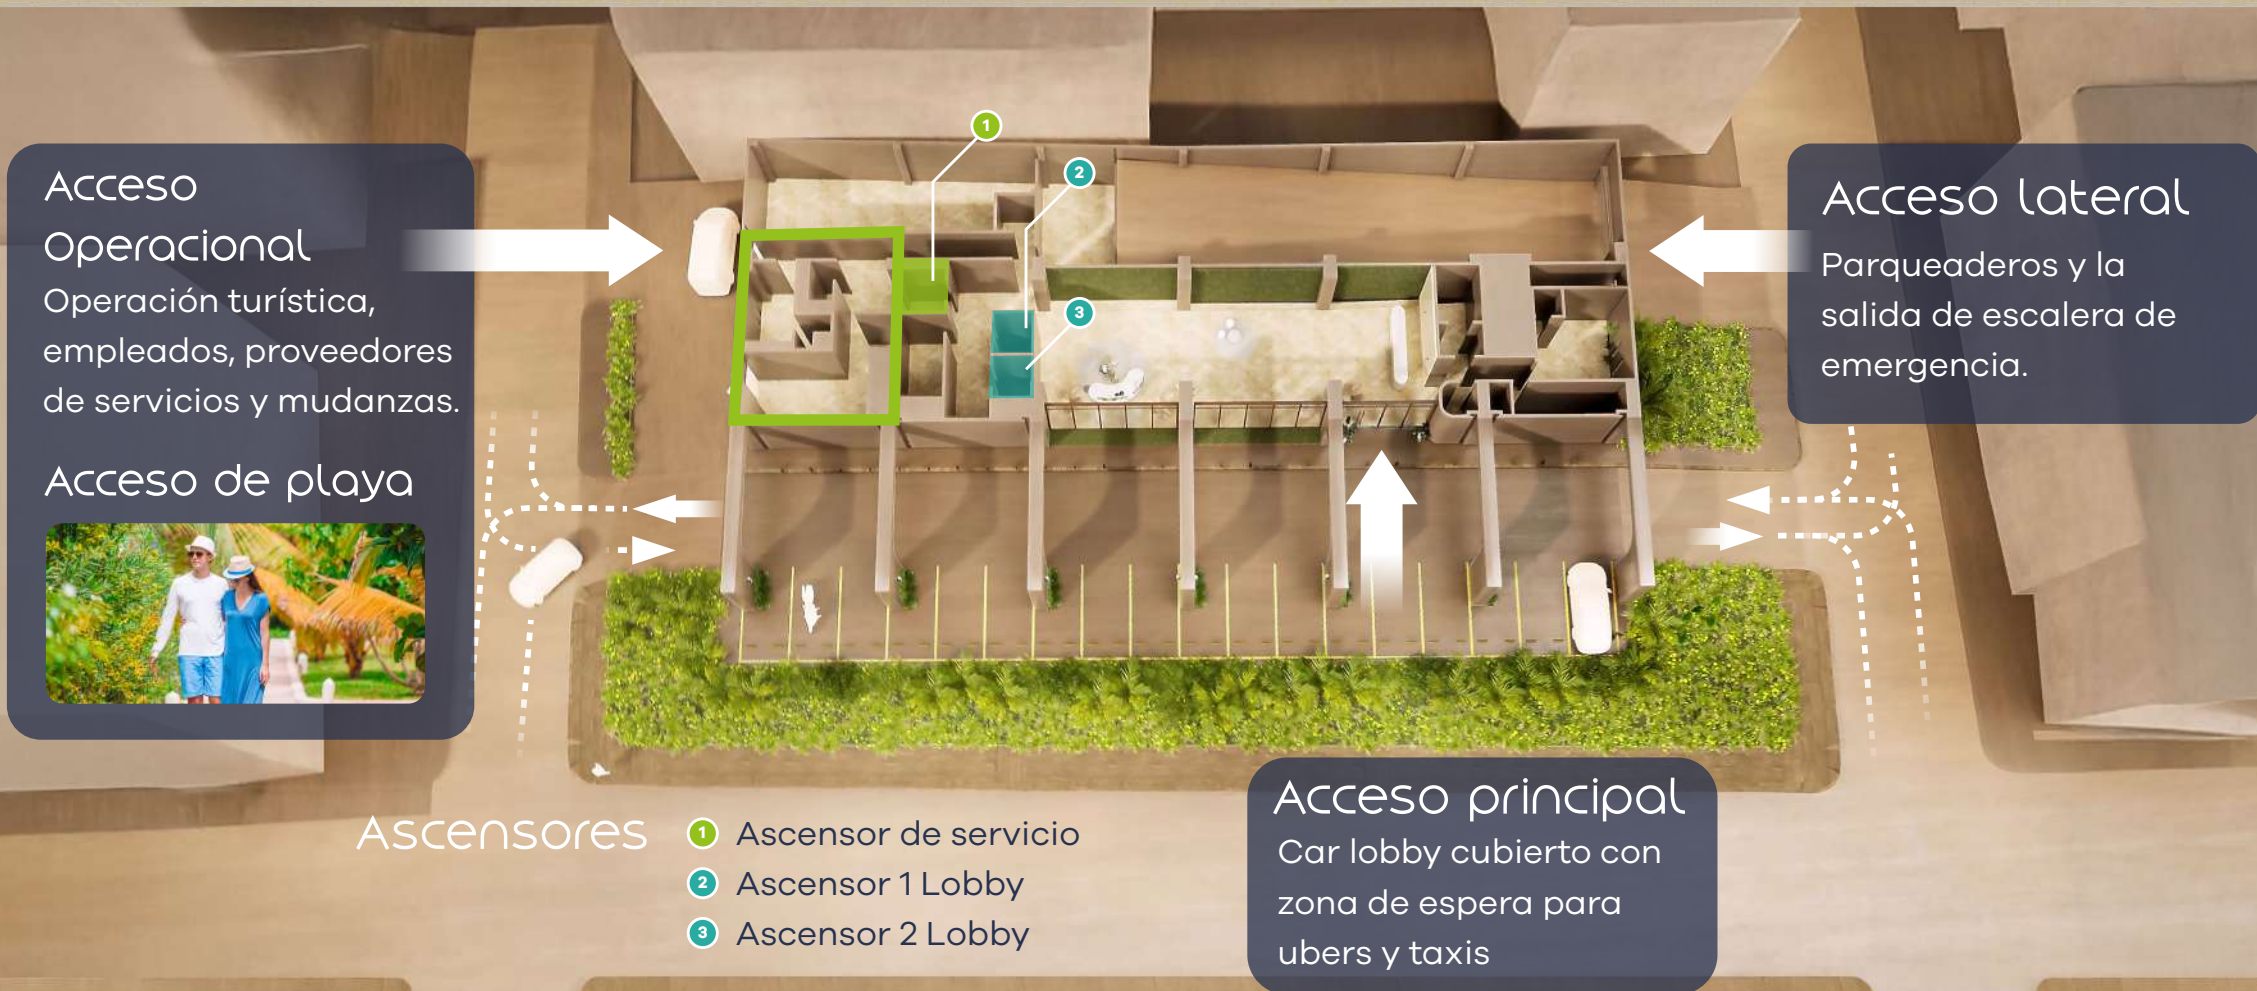 Acceso
Operacional
Operación turística,
empleados, proveedores
de servicios y mudanzas.
Acceso de playa
1
2
3
Acceso lateral
Parqueaderos y la
salida de escalera de
emergencia.
Ascensores
1 Ascensor de servicio
2 Ascensor 1 Lobby
3 Ascensor 2 Lobby
Acceso principal
Car lobby cubierto con
zona de espera para
ubers y taxis